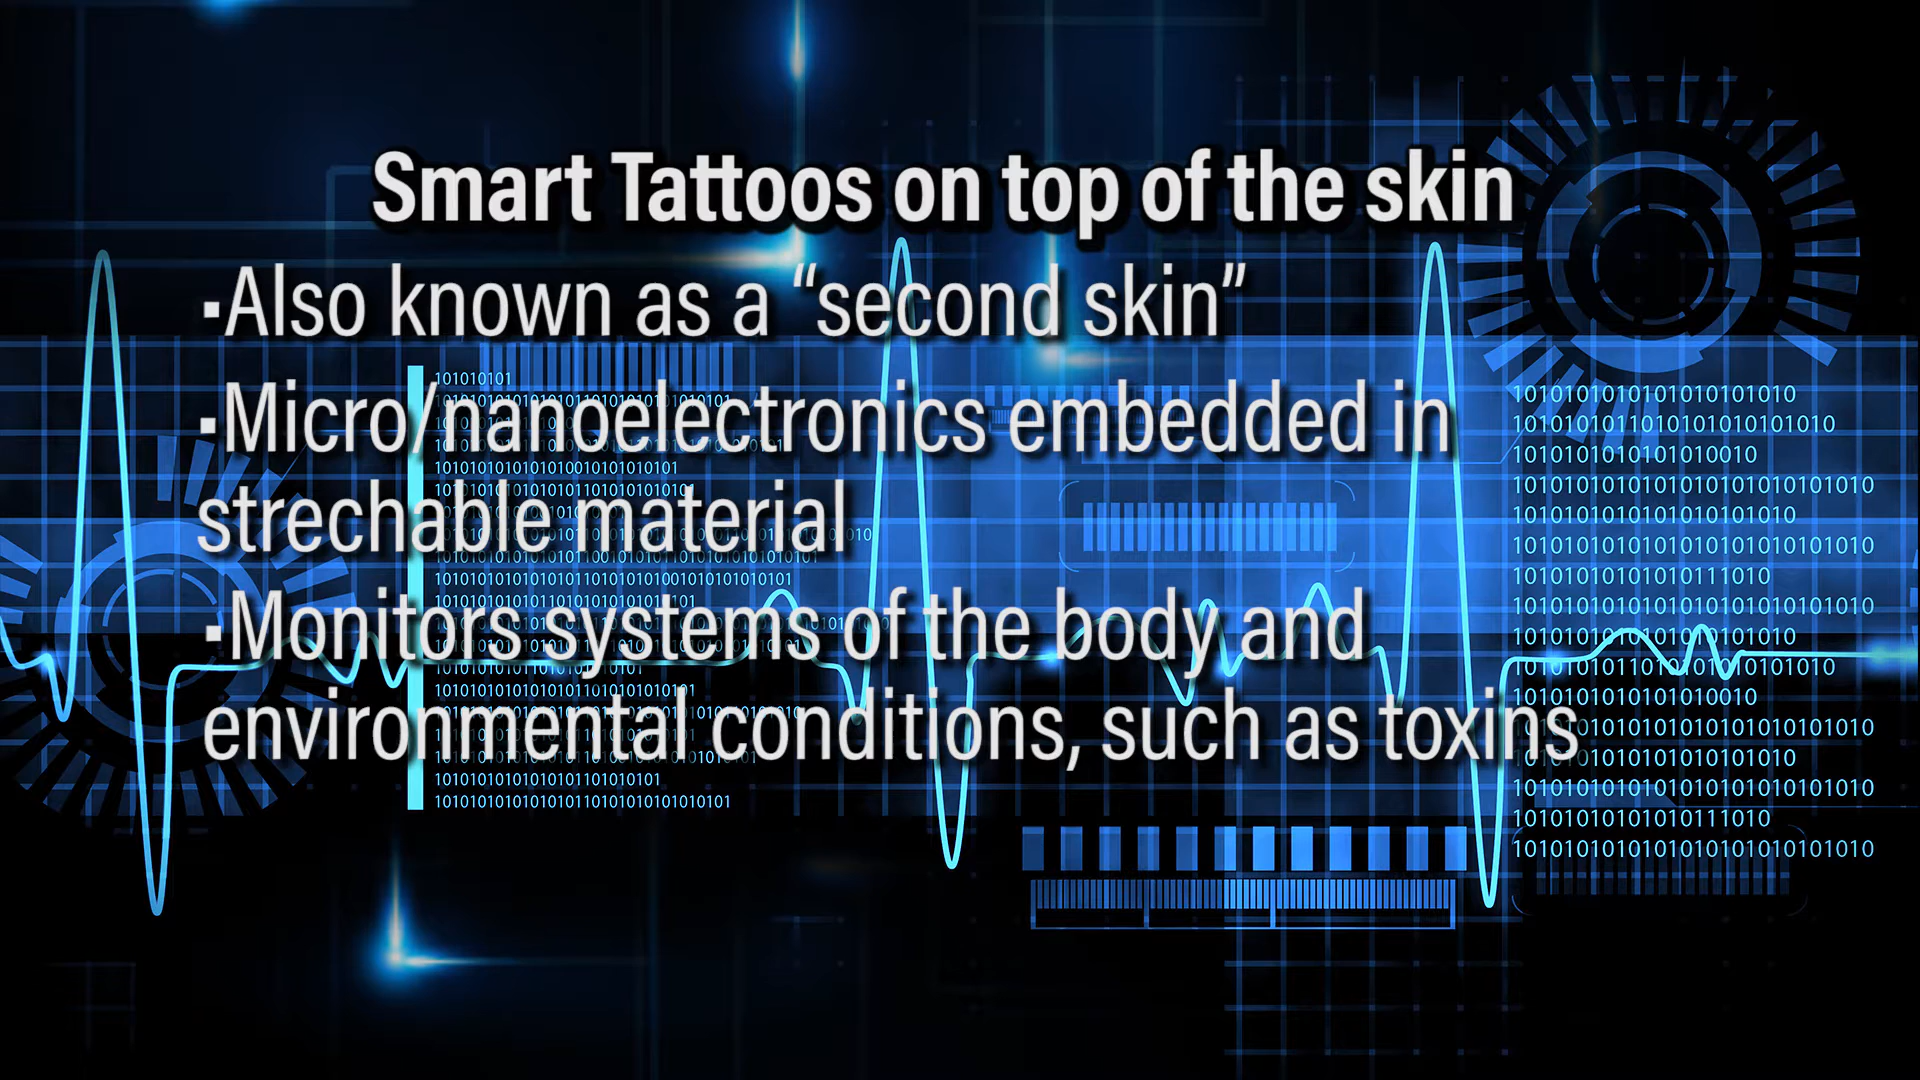 Smart Tattoos on top of the skin
▪Also known as a “second skin”
▪Micro/nanoelectronics embedded in
strechable material
▪Monitors systems of the body and
environmental conditions, such as toxins